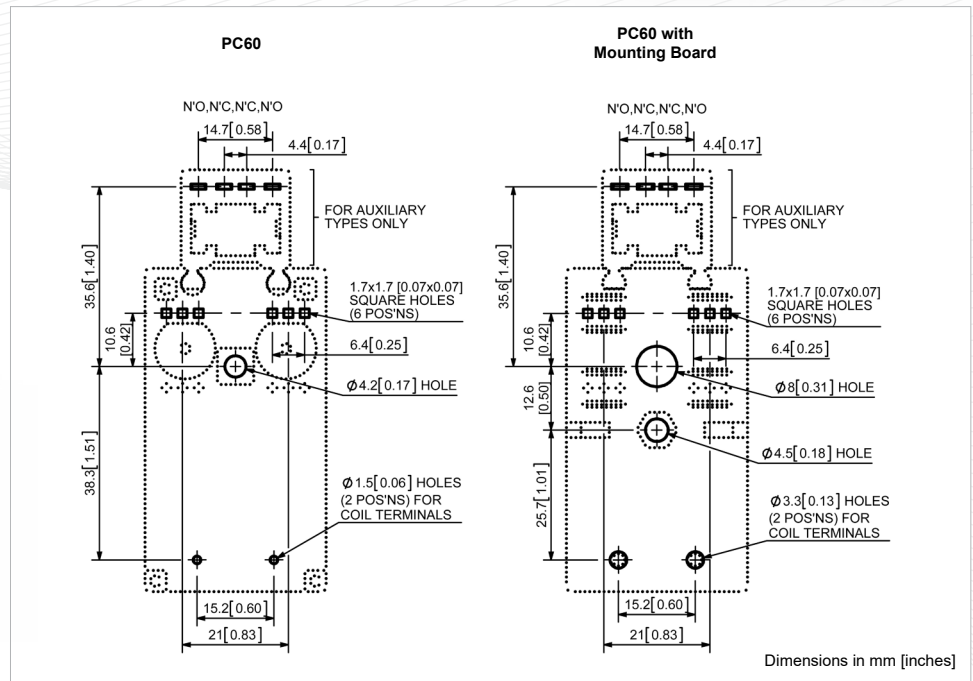 PC60
N'O,N'C,N'C,N'O
14.7[0.58]
4.4[0.17]
FOR AUXILIARY
TYPES ONLY
35.6[1.40]
1.7x1.7 [0.07x0.07]
SQUARE HOLES
(6 POS'NS)
10.6
[0.42]
6.4[0.25]
Ø4.2[0.17] HOLE
38.3[1.51]
Ø1.5[0.06] HOLES
(2 POS'NS) FOR
COIL TERMINALS
15.2[0.60]
21[0.83]
PC60 with
Mounting Board
N'O,N'C,N'C,N'O
14.7[0.58]
4.4[0.17]
FOR AUXILIARY
TYPES ONLY
35.6[1.40]
1.7x1.7 [0.07x0.07]
SQUARE HOLES
(6 POS'NS)
10.6
[0.42]
6.4[0.25]
Ø8[0.31] HOLE
12.6
[0.50]
Ø4.5[0.18] HOLE
25.7[1.01]
Ø3.3[0.13] HOLES
(2 POS'NS) FOR
COIL TERMINALS
15.2[0.60]
21[0.83]
Dimensions in mm [inches]